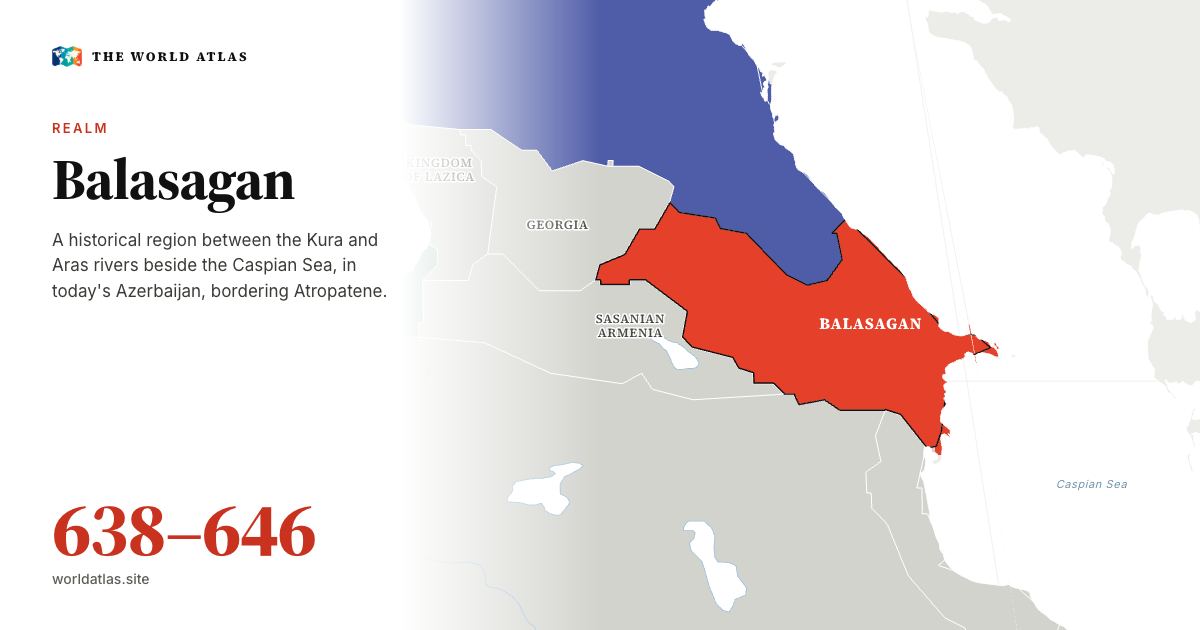 THE WORLD ATLAS
REALM
Balasagan
A historical region between the Kura and
Aras rivers beside the Caspian Sea, in
today's Azerbaijan, bordering Atropatene.
638–646
worldatlas.site
KINGDOM
OF LAZICA
GEORGIA
SASANIAN
ARMENIA
BALASAGAN
Caspian Sea